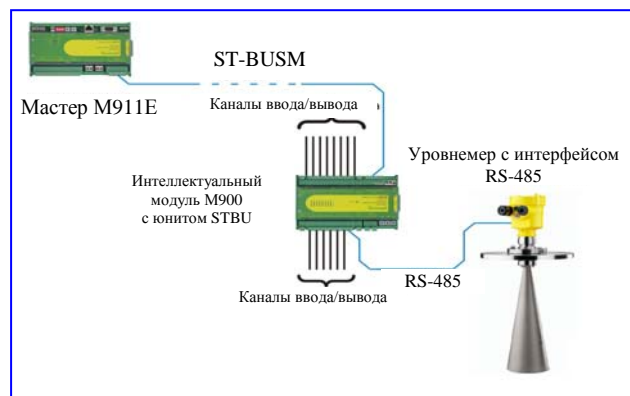 ST-BUSM
Мастер M911E
Каналы ввода/вывода
Уровнемер с интерфейсом
RS-485
Интеллектуальный
модуль М900
с юнитом STBU
RS-485
Каналы ввода/вывода